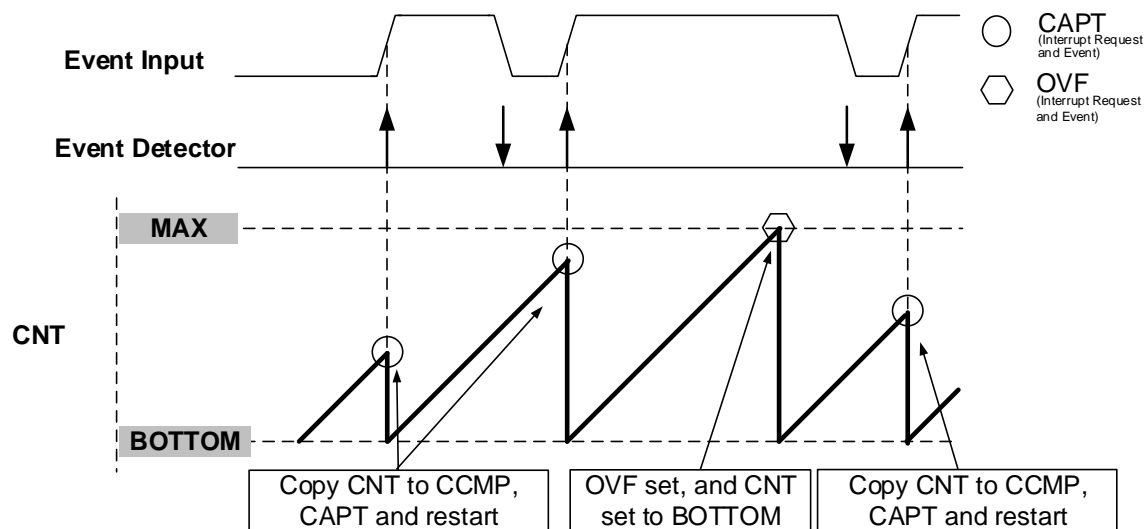 CAPT
(Interrupt Request
and Event)
Event Input
OVF
(Interrupt Request
and Event)
Event Detector
MAX
CNT
BOTTOM
Copy CNT to CCMP,
CAPT and restart
OVF set, and CNT
set to BOTTOM
Copy CNT to CCMP,
CAPT and restart